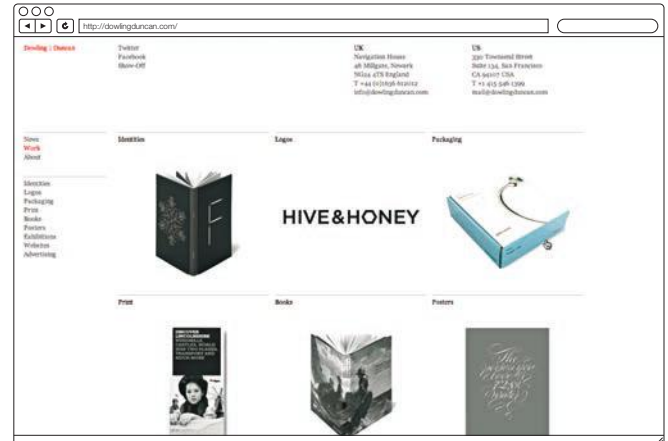 http://dowlingduncan.com/
Dowling | Duncan
Twitter
Facebook
Show-Off
UK
Navigation House
48 Millgate, Newark
NG24 4TS England
T +44 (0)1636 612012
info@dowlingduncan.com
US
330 Townsend Street
Suite 134, San Francisco
CA 94107 USA
T +1 415 546 1399
mail@dowlingduncan.com
News
Work
About
Identities
Logos
Packaging
Print
Books
Posters
Exhibitions
Websites
Advertising
Identities
Logos
Packaging
HIVE&HONEY
Print
Books
Posters
DISCOVER
LINCOLNSHIRE